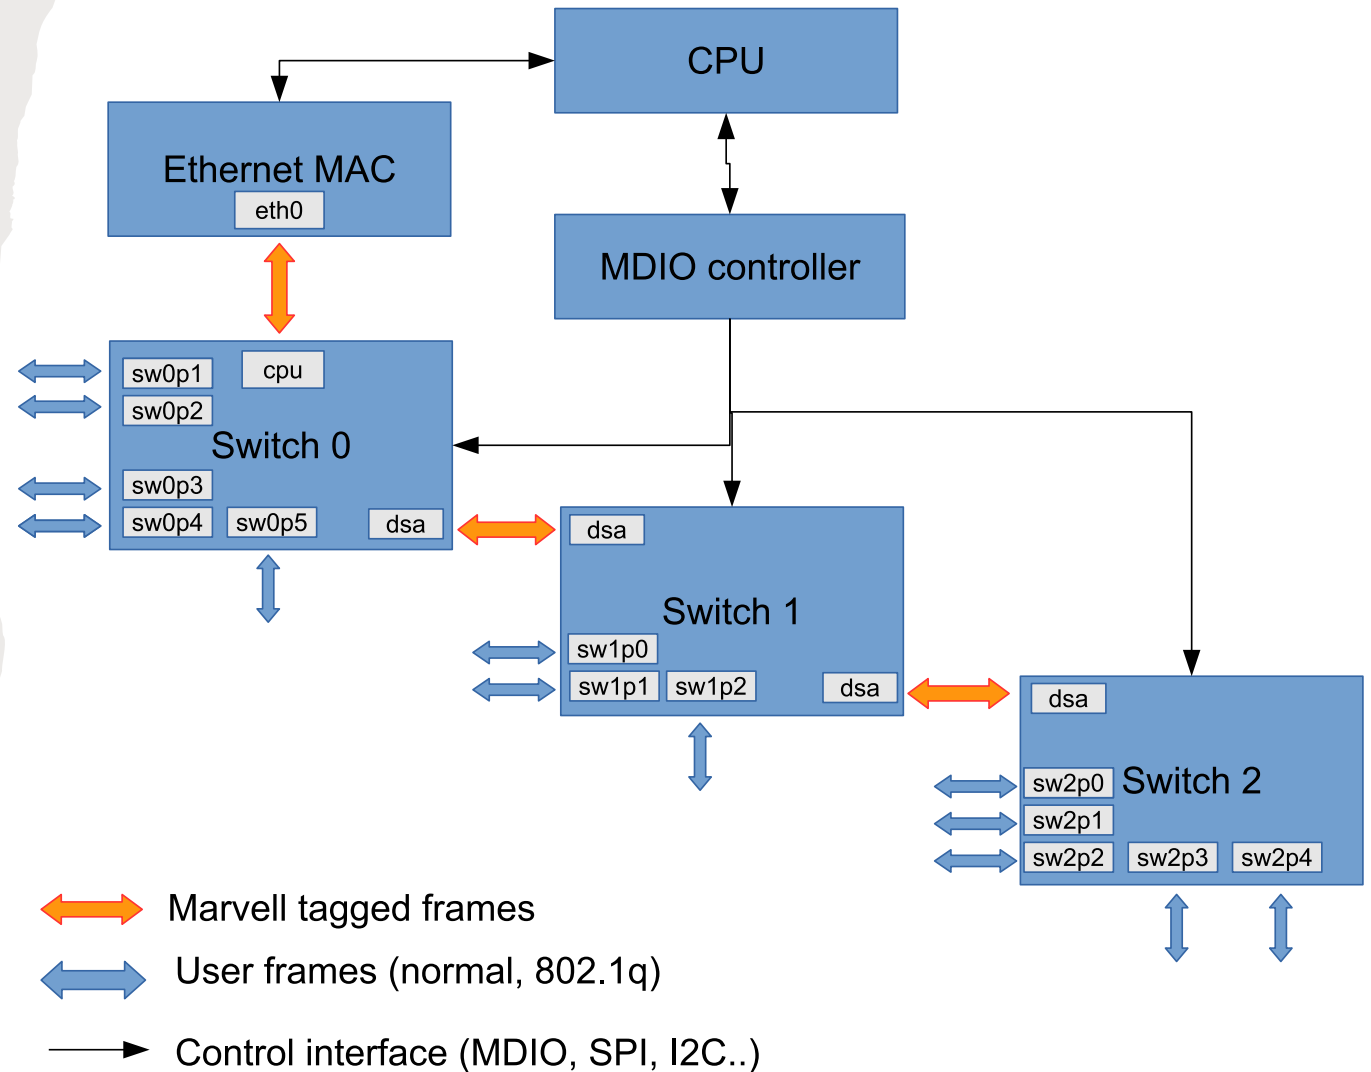 CPU
Ethernet MAC
eth0
MDIO controller
sw0p1
cpu
sw0p2
Switch 0
sw0p3
sw0p4
sw0p5
dsa
dsa
Switch 1
sw1p0
sw1p1
sw1p2
dsa
dsa
sw2p0
Switch 2
sw2p1
sw2p2
sw2p3
sw2p4
Marvell tagged frames
User frames (normal, 802.1q)
Control interface (MDIO, SPI, I2C..)